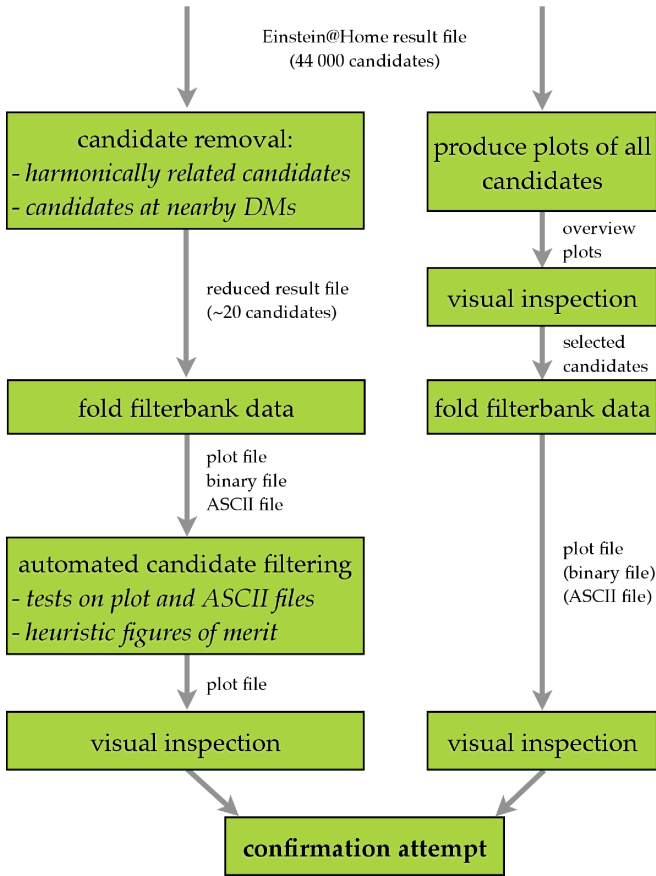 Einstein@Home result file
(44 000 candidates)
candidate removal:
- harmonically related candidates
- candidates at nearby DMs
reduced result file
(~20 candidates)
fold filterbank data
plot file
binary file
ASCII file
automated candidate filtering
- tests on plot and ASCII files
- heuristic figures of merit
plot file
visual inspection
produce plots of all
candidates
overview
plots
visual inspection
selected
candidates
fold filterbank data
plot file
(binary file)
(ASCII file)
visual inspection
confirmation attempt